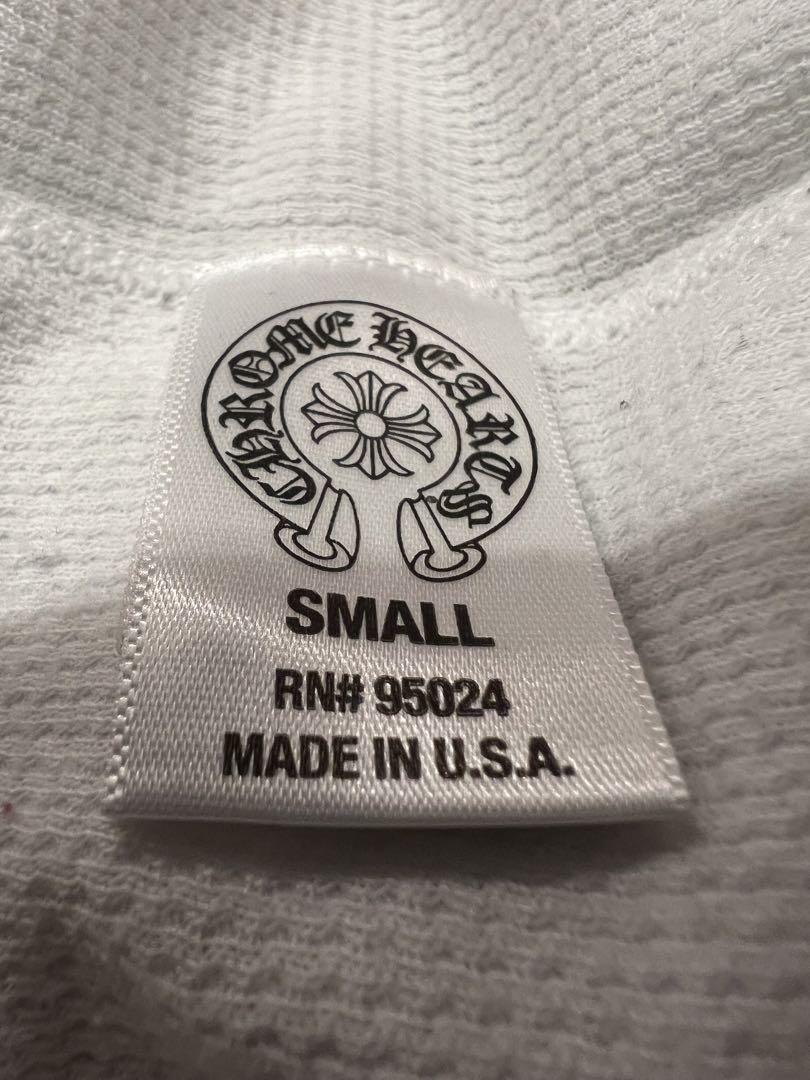 CHROME HEARTS
SMALL
RN# 95024
MADE IN U.S.A.